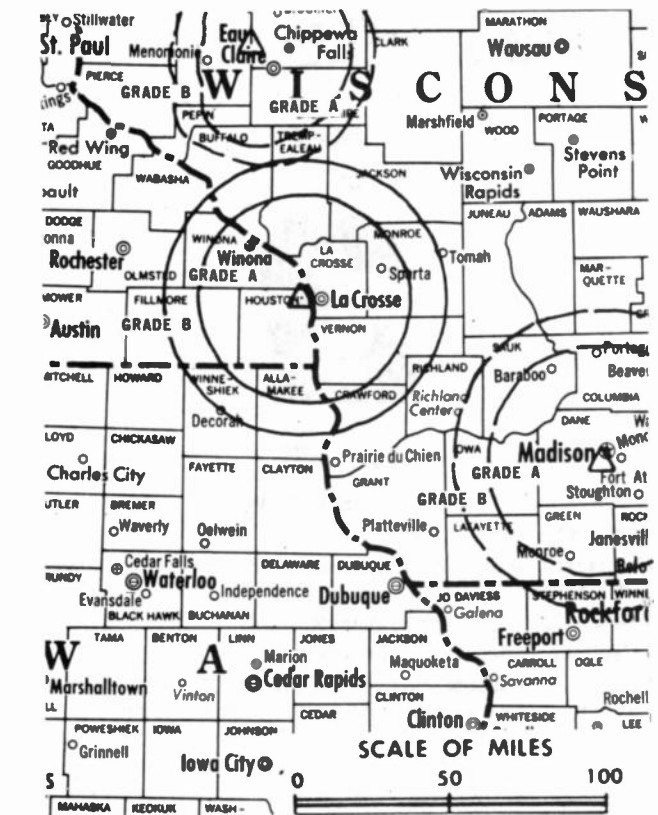 Stillwater
Eau Claire
Chippewa Falls
MARATHON
St. Paul
Menomonie
CLARK
Wausau
PIERCE
GRADE B
W I S C O N S
GRADE A
PEPIN
BUFFALO
TREMP-
EALEAU
Marshfield
WOOD
PORTAGE
Red Wing
Stevens
Point
GOODHUE
WABASHA
JACKSON
Wisconsin
Rapids
DODGE
WINONA
Winona
MONROE
JUNEAU
ADAMS
WAUSHARA
Rochester
OLMSTED
GRADE A
LA
CROSSE
Sparta
Tomah
MAR-
QUETTE
FILLMORE
HOUSTON
La Crosse
Austin
GRADE B
VERNON
SAUK
HOWARD
WINNE-
SHIEK
ALLA-
MAKEE
RICHLAND
Baraboo
CRAWFORD
Richland
Center
COLUMBIA
Decorah
DANE
CHICKASAW
Charles City
FAYETTE
CLAYTON
Prairie du Chien
GRANT
Madison
GRADE A
GRADE B
Stoughton
BREMER
Waverly
Oelwein
Platteville
LAFAYETTE
GREEN
Monroe
Cedar Falls
DELAWARE
DUBUQUE
Waterloo
Evansdale
Independence
Dubuque
JO DAVIESS
STEPHENSON
BLACK HAWK
BUCHANAN
Galena
Freeport
TAMA
BENTON
LINN
JONES
JACKSON
W A
Marion
Maquoketa
CARROLL
OGLE
Marshalltown
Vinton
Cedar Rapids
Savanna
CLINTON
CEDAR
Clinton
WHITESIDE
LEE
POWESHIEK
IOWA
JOHNSON
Grinnell
Iowa City
SCALE OF MILES
0 50 100
MAHASKA
KEOKUK
WASH-